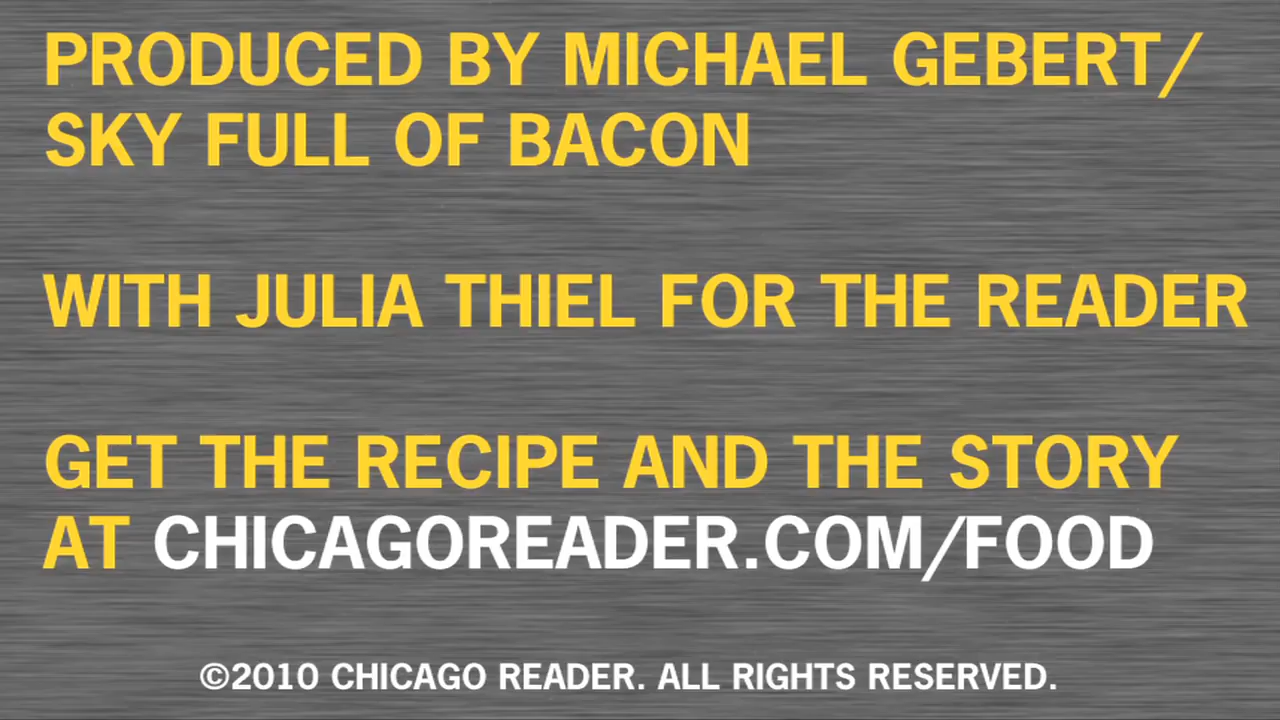 PRODUCED BY MICHAEL GEBERT/
SKY FULL OF BACON
WITH JULIA THIEL FOR THE READER
GET THE RECIPE AND THE STORY
AT CHICAGOREADER.COM/FOOD
©2010 CHICAGO READER. ALL RIGHTS RESERVED.